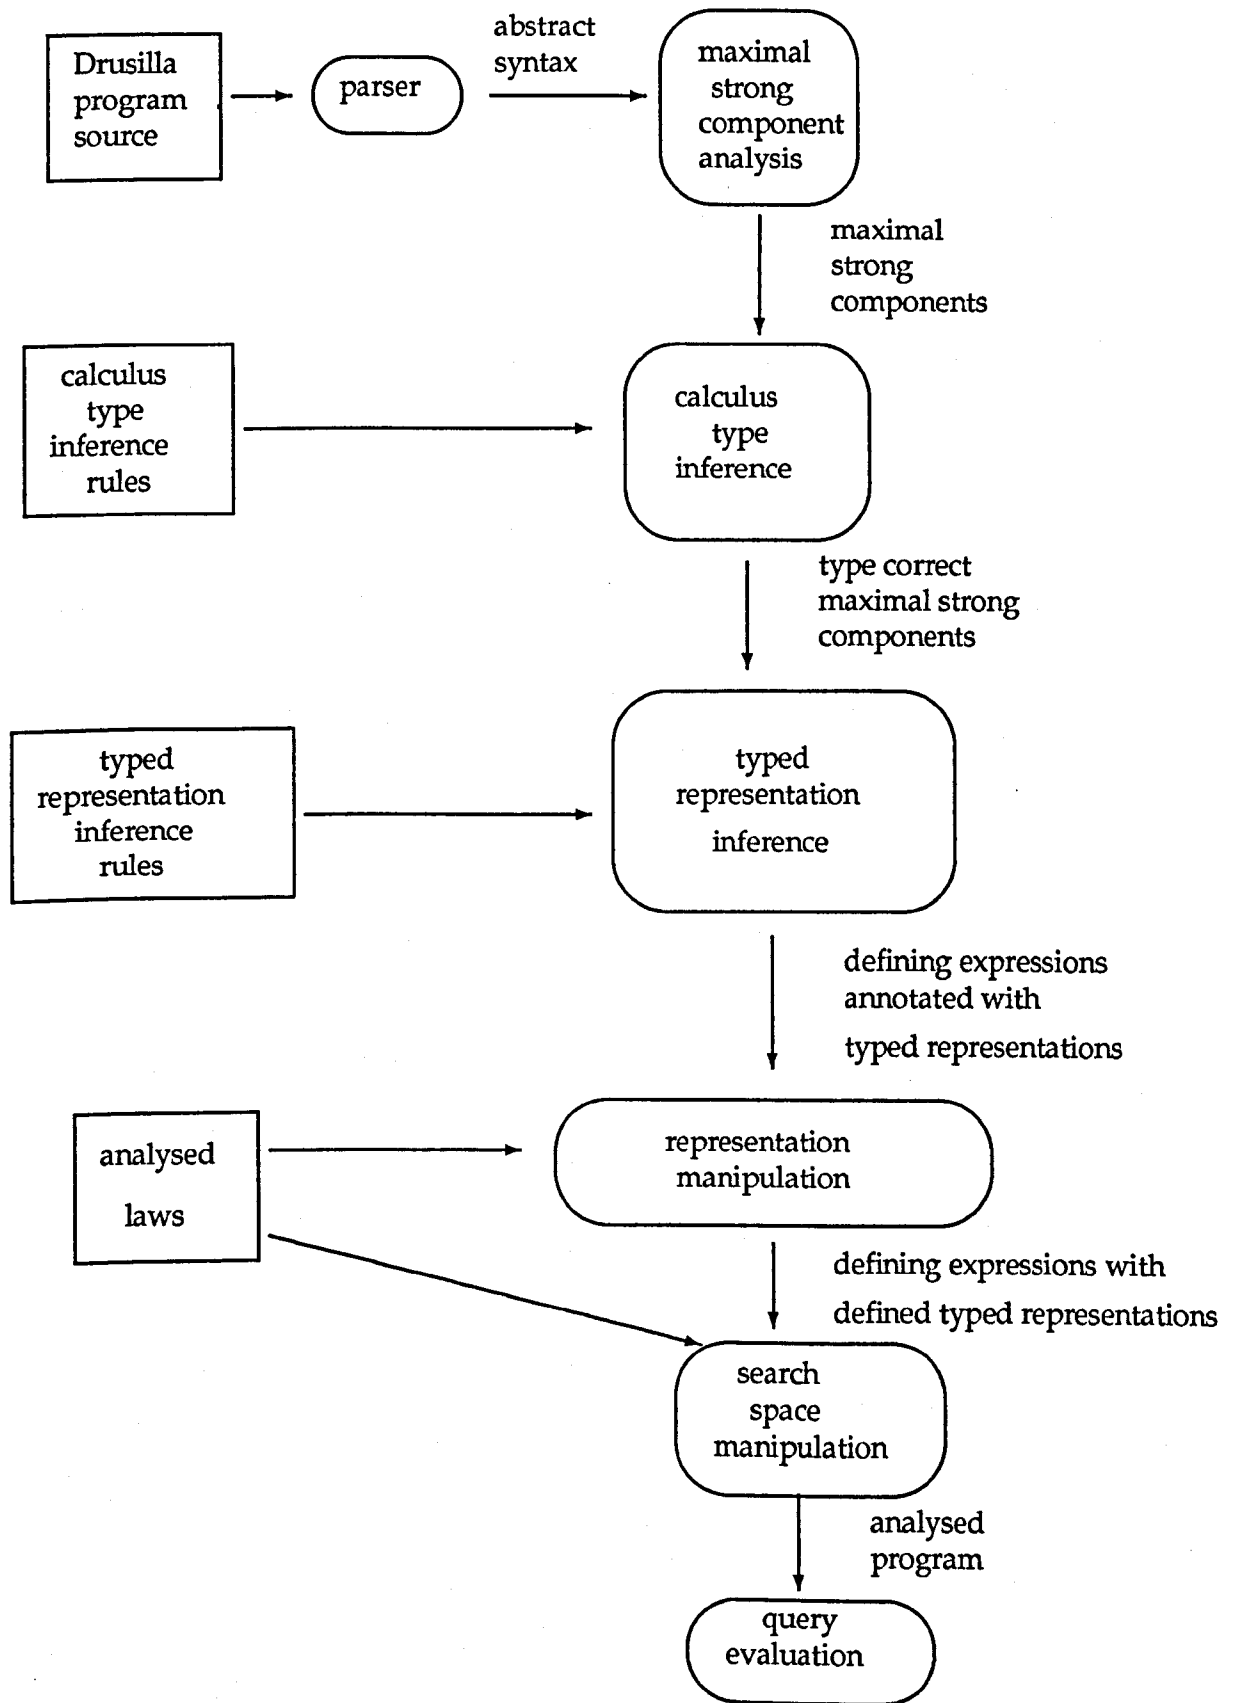 Drusilla
program
source
parser
abstract
syntax
maximal
strong
component
analysis
maximal
strong
components
calculus
type
inference
rules
calculus
type
inference
type correct
maximal strong
components
typed
representation
inference
rules
typed
representation
inference
defining expressions
annotated with
typed representations
analysed
laws
representation
manipulation
defining expressions with
defined typed representations
search
space
manipulation
analysed
program
query
evaluation